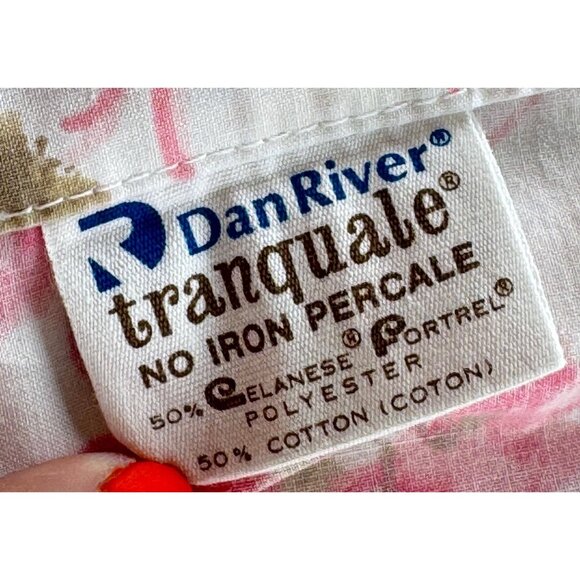 Dan River®
tranquale®
NO IRON PERCALE
50% CELANESE® FORTREL®
POLYESTER
50% COTTON (COTON)